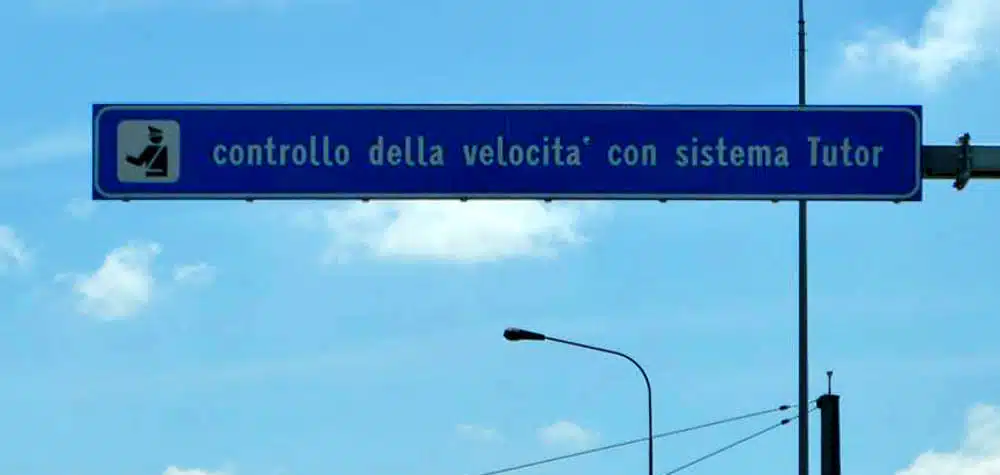 controllo della velocita' con sistema Tutor